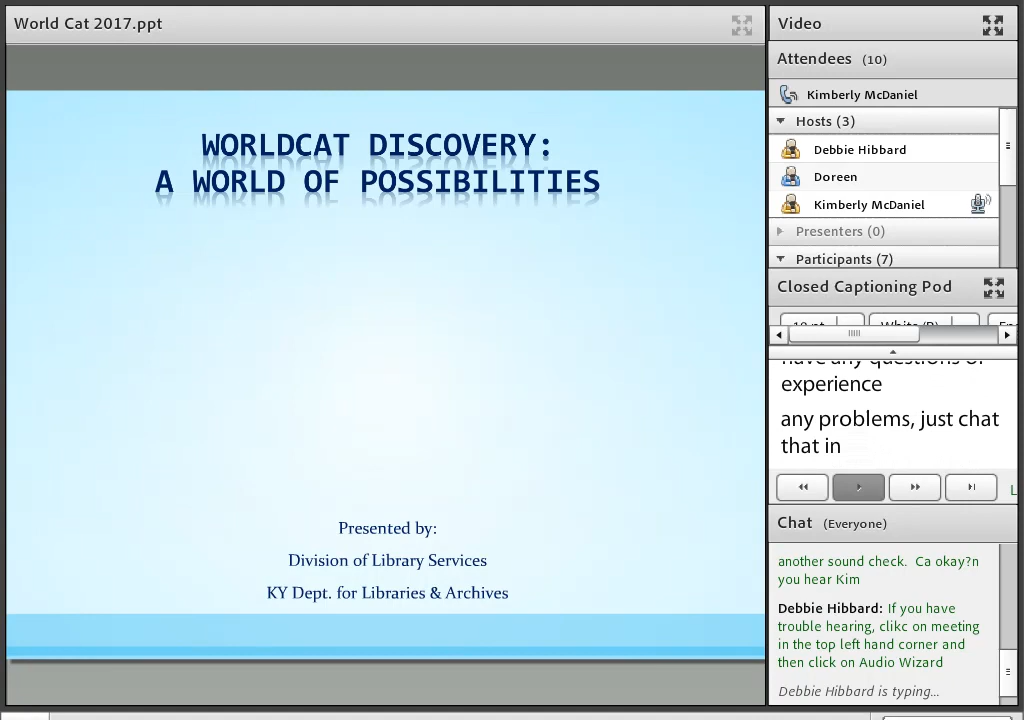 World Cat 2017.ppt
WORLDCAT DISCOVERY:
A WORLD OF POSSIBILITIES
Presented by:
Division of Library Services
KY Dept. for Libraries & Archives
Video
Attendees (10)
Kimberly McDaniel
Hosts (3)
Debbie Hibbard
Doreen
Kimberly McDaniel
Presenters (0)
Participants (7)
Closed Captioning Pod
have any questions or
experience
any problems, just chat
that in
Chat (Everyone)
another sound check. Ca okay?n
you hear Kim
Debbie Hibbard: If you have
trouble hearing, clikc on meeting
in the top left hand corner and
then click on Audio Wizard
Debbie Hibbard is typing...